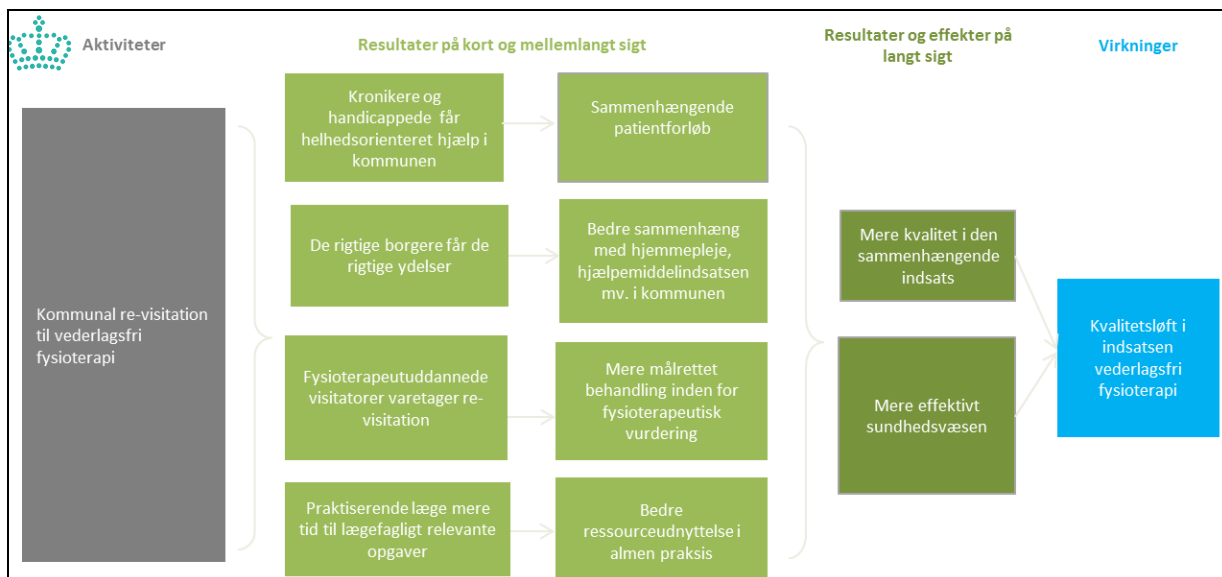 Aktiviteter
Resultater på kort og mellemlangt sigt
Resultater og effekter på
langt sigt
Virkninger
Kommunal re-visitation
til vederlagsfri
fysioterapi
Kronikere og
handicappede får
helhedsorienteret hjælp i
kommunen
Sammenhængende
patientforløb
De rigtige borgere får de
rigtige ydelser
Bedre sammenhæng
med hjemmepleje,
hjælpemiddelindsatsen
mv. i kommunen
Fysioterapeutuddannede
visitatorer varetager re-
visitation
Mere målrettet
behandling inden for
fysioterapeutisk
vurdering
Praktiserende læge mere
tid til lægefagligt relevante
opgaver
Bedre
ressourceudnyttelse i
almen praksis
Mere kvalitet i den
sammenhængende
indsats
Mere effektivt
sundhedsvæsen
Kvalitetsløft i
indsatsen
vederlagsfri
fysioterapi